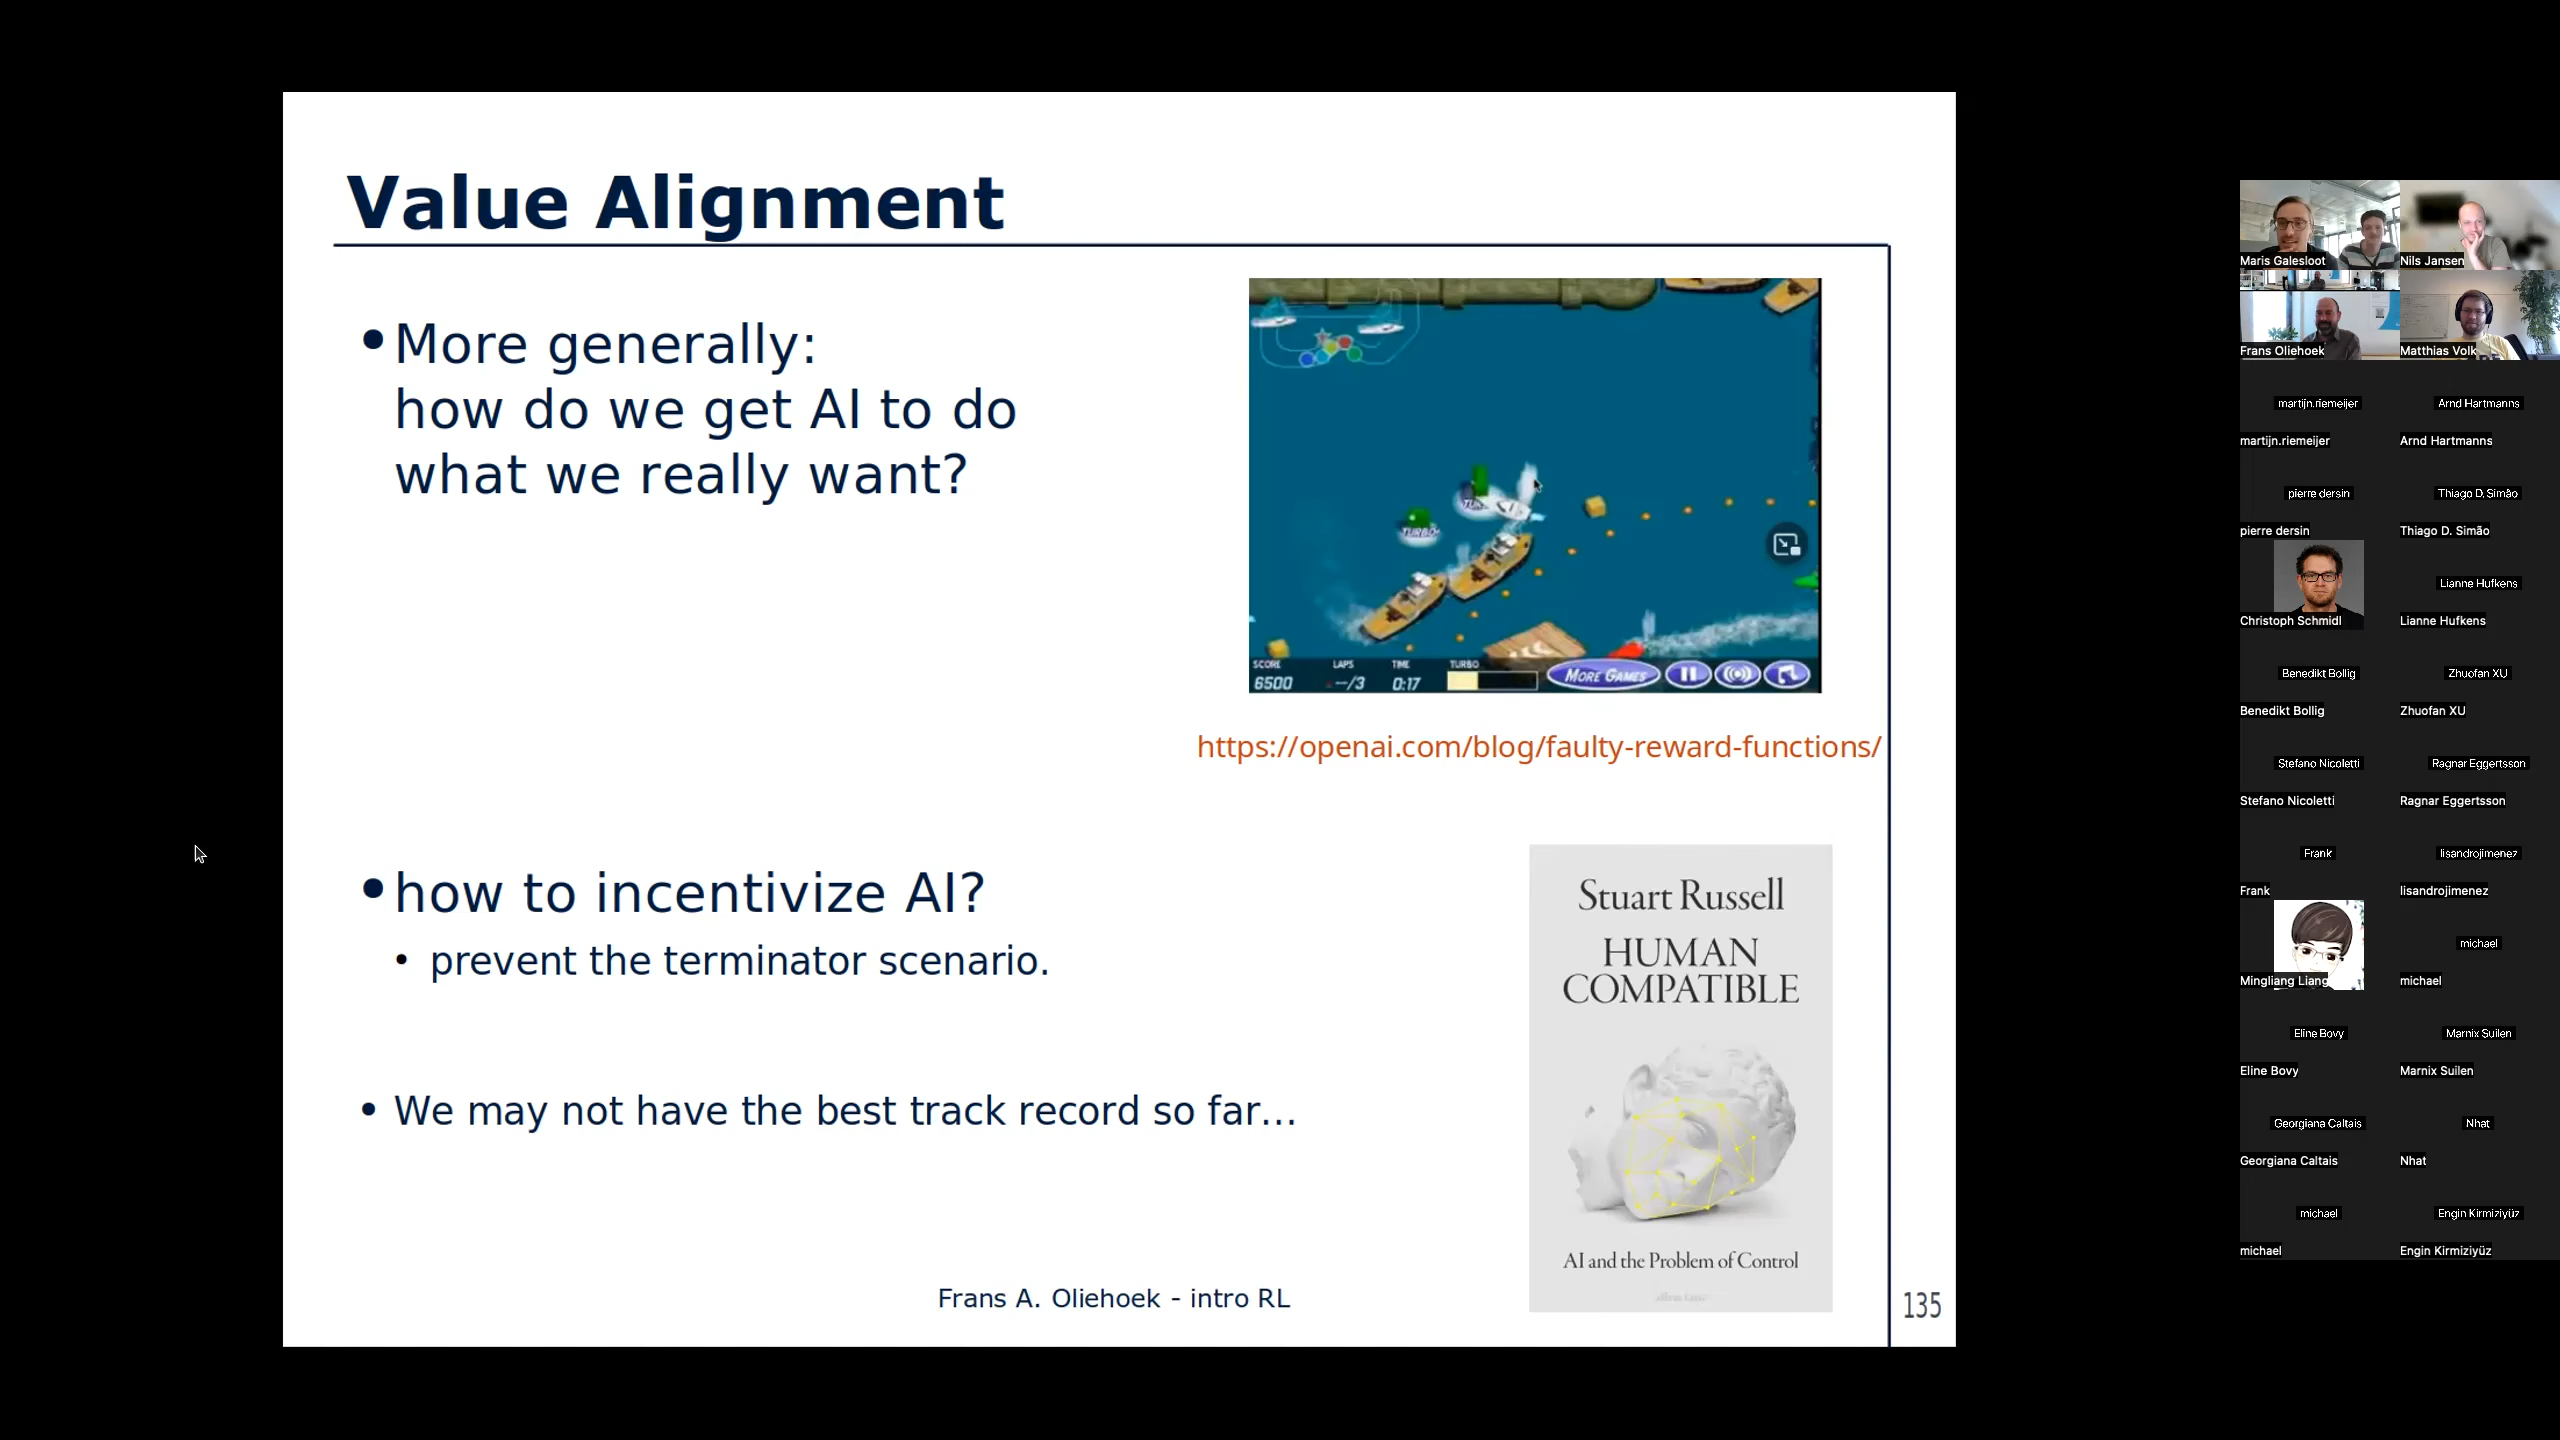 Value Alignment
•More generally:
how do we get AI to do
what we really want?
TURBO
SCORE
LAPS
TIME
TURBO
6500
--/3
0:17
MORE GAMES
https://openai.com/blog/faulty-reward-functions/
•how to incentivize AI?
• prevent the terminator scenario.
• We may not have the best track record so far...
Stuart Russell
HUMAN
COMPATIBLE
AI and the Problem of Control
Frans A. Oliehoek - intro RL
135
Maris Galesloot
Nils Jansen
Frans Oliehoek
Matthias Volk
martijn.riemeijer
Arnd Hartmanns
martijn.riemeijer
Arnd Hartmanns
pierre dersin
Thiago D. Simão
pierre dersin
Thiago D. Simão
Lianne Hufkens
Christoph Schmidl
Lianne Hufkens
Benedikt Bollig
Zhuofan XU
Benedikt Bollig
Zhuofan XU
Stefano Nicoletti
Ragnar Eggertsson
Stefano Nicoletti
Ragnar Eggertsson
Frank
lisandrojimenez
Frank
lisandrojimenez
michael
Mingliang Liang
michael
Eline Bovy
Marnix Suilen
Eline Bovy
Marnix Suilen
Georgiana Caltais
Nhat
Georgiana Caltais
Nhat
michael
Engin Kirmiziyüz
michael
Engin Kirmiziyüz